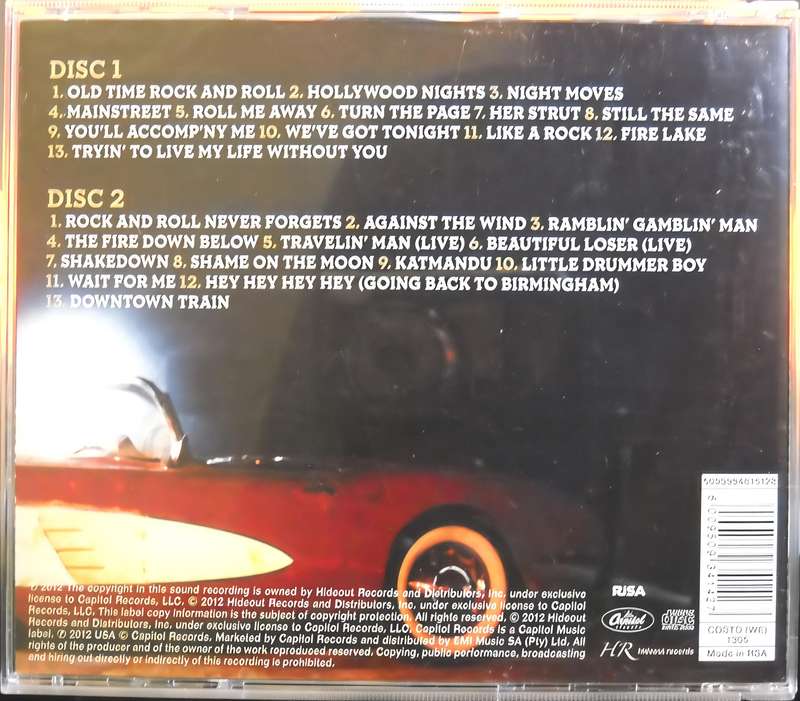 DISC 1
1. OLD TIME ROCK AND ROLL 2. HOLLYWOOD NIGHTS 3. NIGHT MOVES
4. MAINSTREET 5. ROLL ME AWAY 6. TURN THE PAGE 7. HER STRUT 8. STILL THE SAME
9. YOU'LL ACCOMP'NY ME 10. WE'VE GOT TONIGHT 11. LIKE A ROCK 12. FIRE LAKE
13. TRYIN' TO LIVE MY LIFE WITHOUT YOU
DISC 2
1. ROCK AND ROLL NEVER FORGETS 2. AGAINST THE WIND 3. RAMBLIN' GAMBLIN' MAN
4. THE FIRE DOWN BELOW 5. TRAVELIN' MAN (LIVE) 6. BEAUTIFUL LOSER (LIVE)
7. SHAKEDOWN 8. SHAME ON THE MOON 9. KATMANDU 10. LITTLE DRUMMER BOY
11. WAIT FOR ME 12. HEY HEY HEY HEY (GOING BACK TO BIRMINGHAM)
13. DOWNTOWN TRAIN
℗ 2012 The copyright in this sound recording is owned by Hideout Records and Distributors, Inc. under exclusive
license to Capitol Records, LLC. © 2012 Hideout Records and Distributors, Inc. under exclusive license to Capitol
Records, LLC. This label copy information is the subject of copyright protection. All rights reserved. © 2012 Hideout
Records and Distributors, Inc. under exclusive license to Capitol Records, LLC. Capitol Records is a Capitol Music
label. ℗ 2012 USA © Capitol Records. Marketed by Capitol Records and distributed by EMI Music SA (Pty) Ltd. All
rights of the producer and of the owner of the work reproduced reserved. Copying, public performance, broadcasting
and hiring out directly or indirectly of this recording is prohibited.
RiSA
Capitol
RECORDS
HR hideout records
CDSTD (WE)
1305
Made in RSA